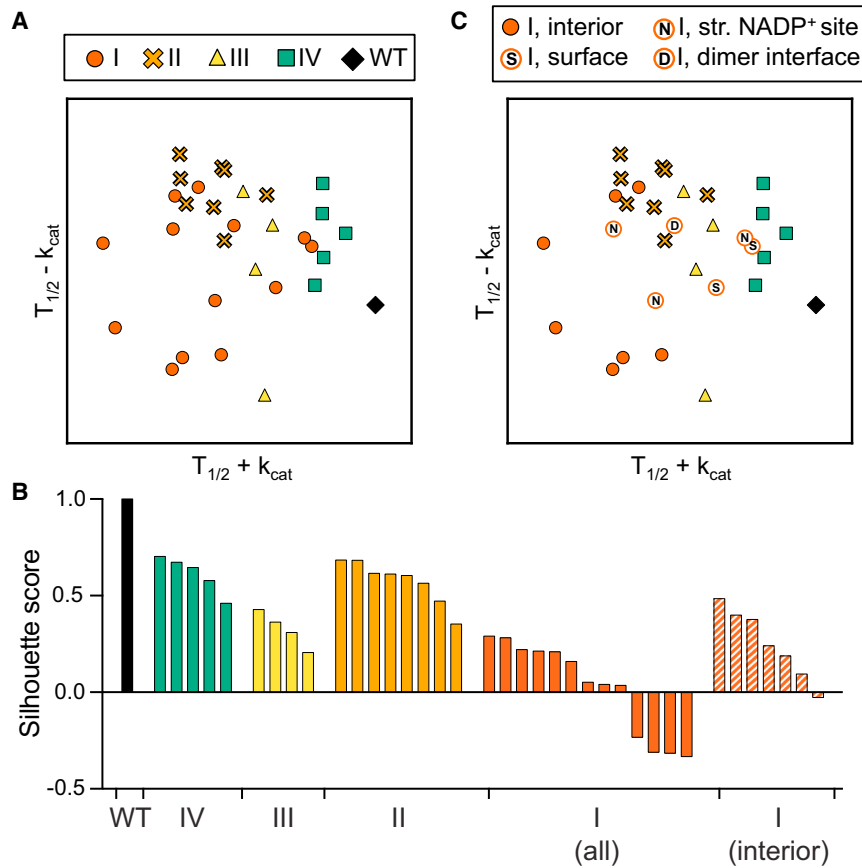 A
I II III IV WT
T1/2 - kcat
T1/2 + kcat
C
I, interior N I, str. NADP+ site
S I, surface D I, dimer interface
N D N S S N
T1/2 - kcat
T1/2 + kcat
B
Silhouette score
1.0
0.5
0.0
-0.5
WT IV III II I I
(all) (interior)